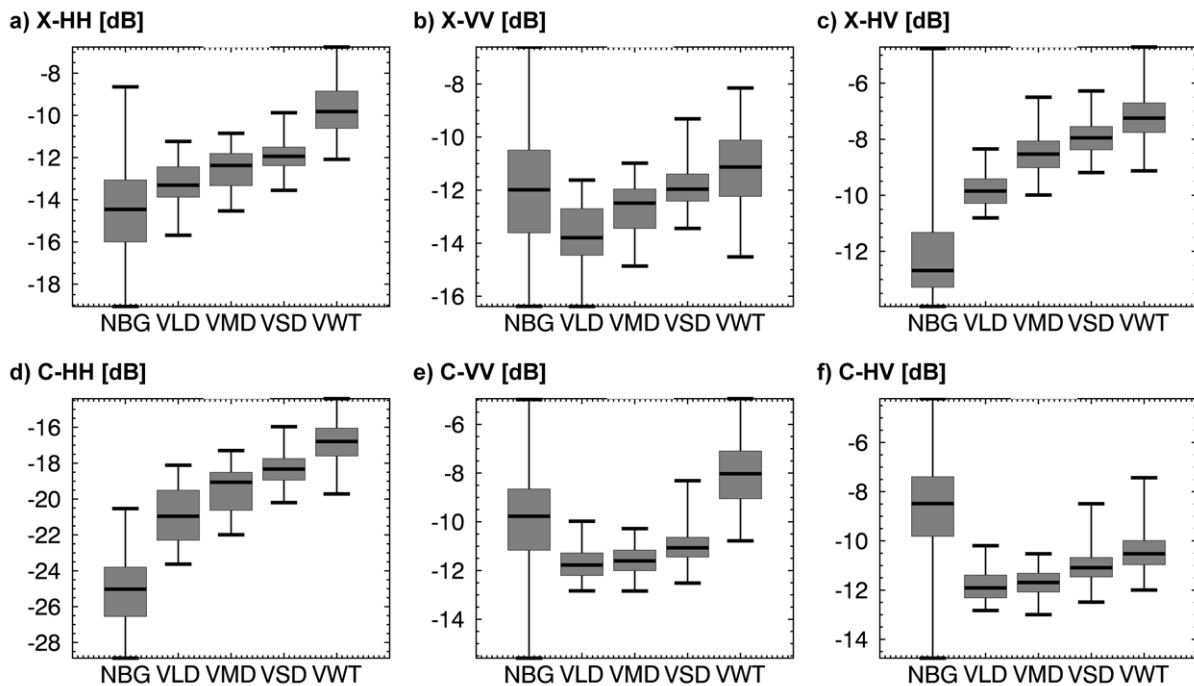 a) X-HH [dB]
-8
-10
-12
-14
-16
-18
NBG VLD VMD VSD VWT
b) X-VV [dB]
-8
-10
-12
-14
-16
NBG VLD VMD VSD VWT
c) X-HV [dB]
-6
-8
-10
-12
NBG VLD VMD VSD VWT
d) C-HH [dB]
-16
-18
-20
-22
-24
-26
-28
NBG VLD VMD VSD VWT
e) C-VV [dB]
-6
-8
-10
-12
-14
NBG VLD VMD VSD VWT
f) C-HV [dB]
-6
-8
-10
-12
-14
NBG VLD VMD VSD VWT